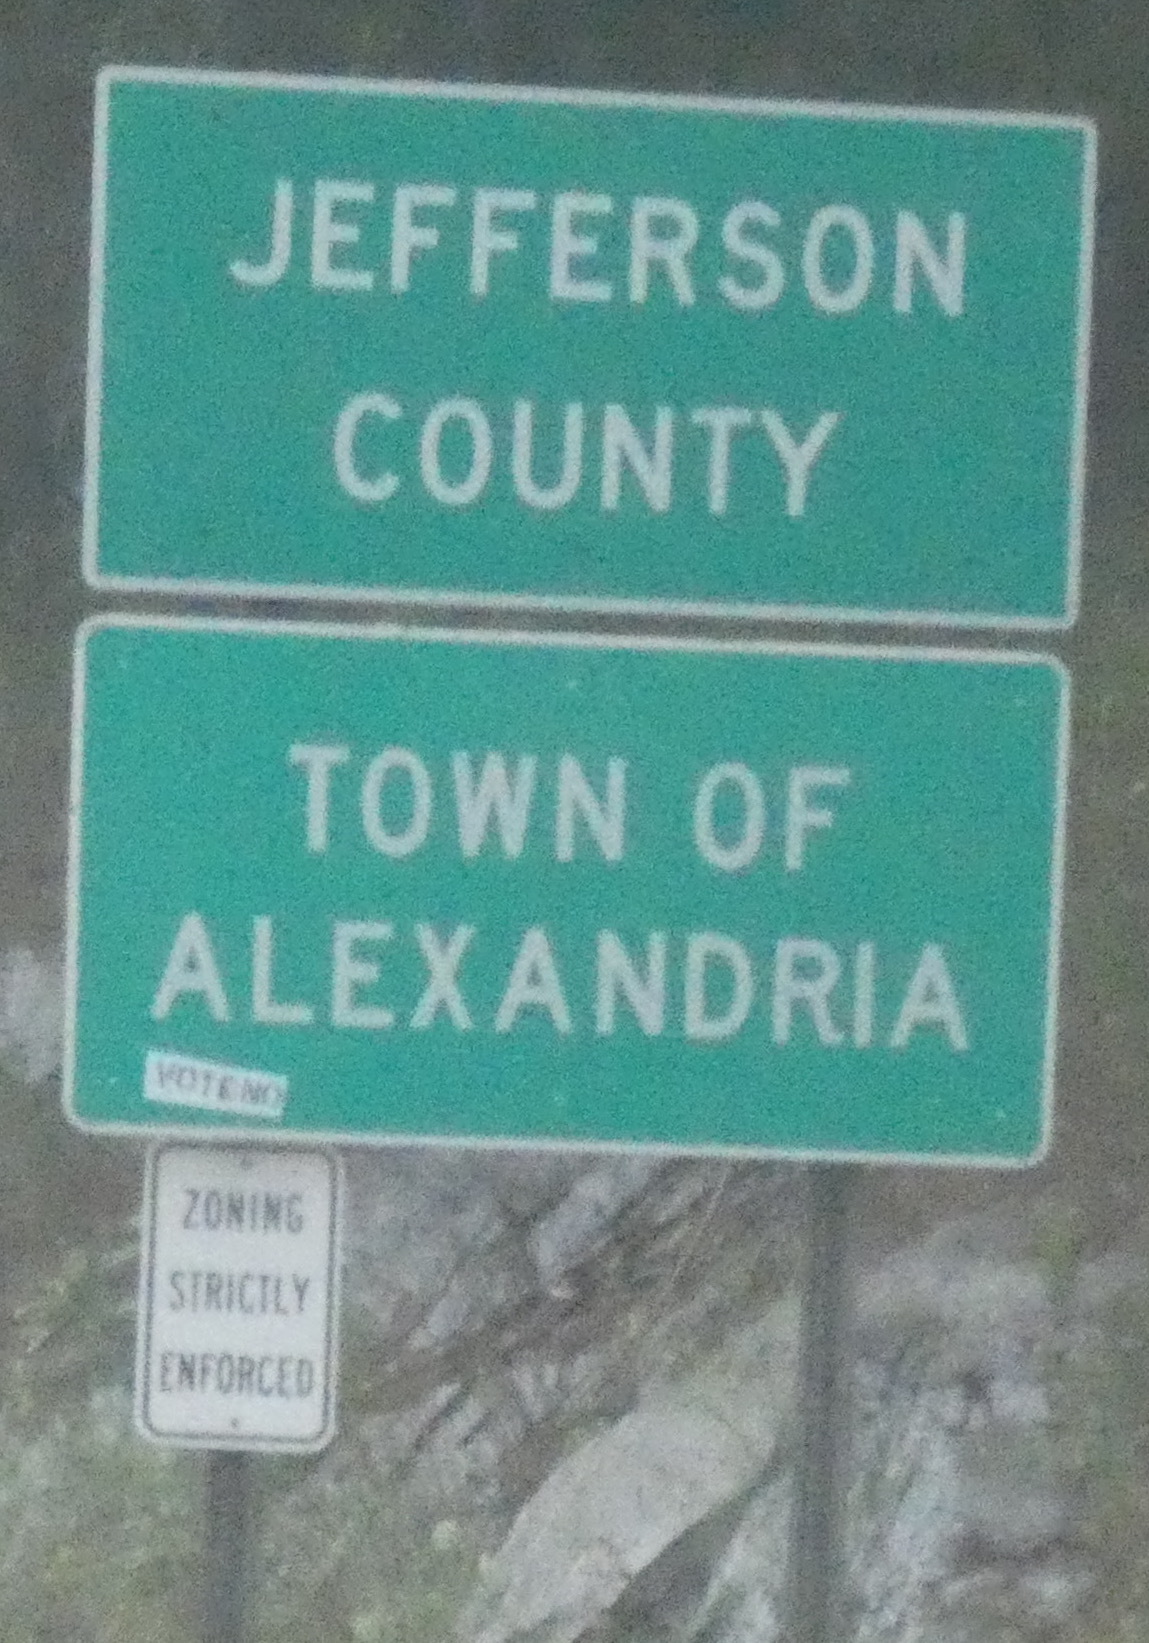 JEFFERSON
COUNTY
TOWN OF
ALEXANDRIA
VOTE NO
ZONING
STRICTLY
ENFORCED